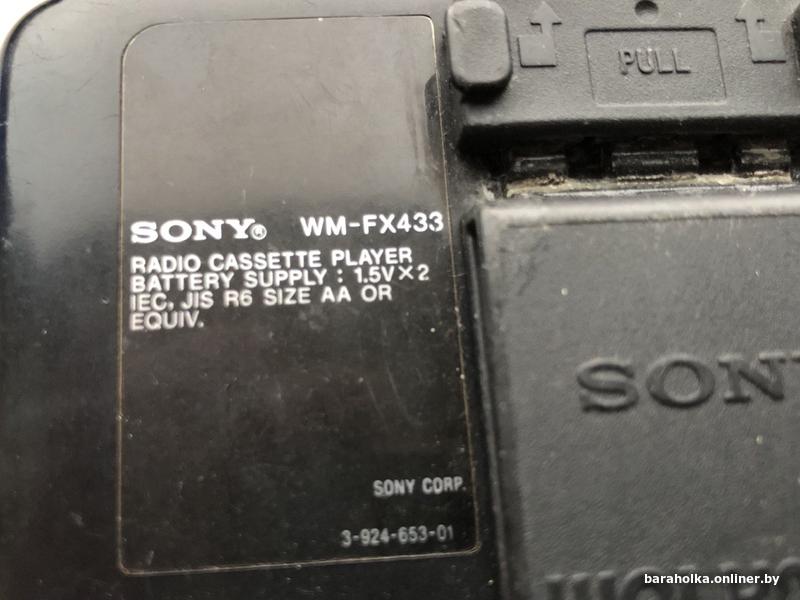 PULL
SONY® WM-FX433
RADIO CASSETTE PLAYER
BATTERY SUPPLY : 1.5V×2
IEC, JIS R6 SIZE AA OR
EQUIV.
SONY
SONY CORP.
3-924-653-01
baraholka.onliner.by